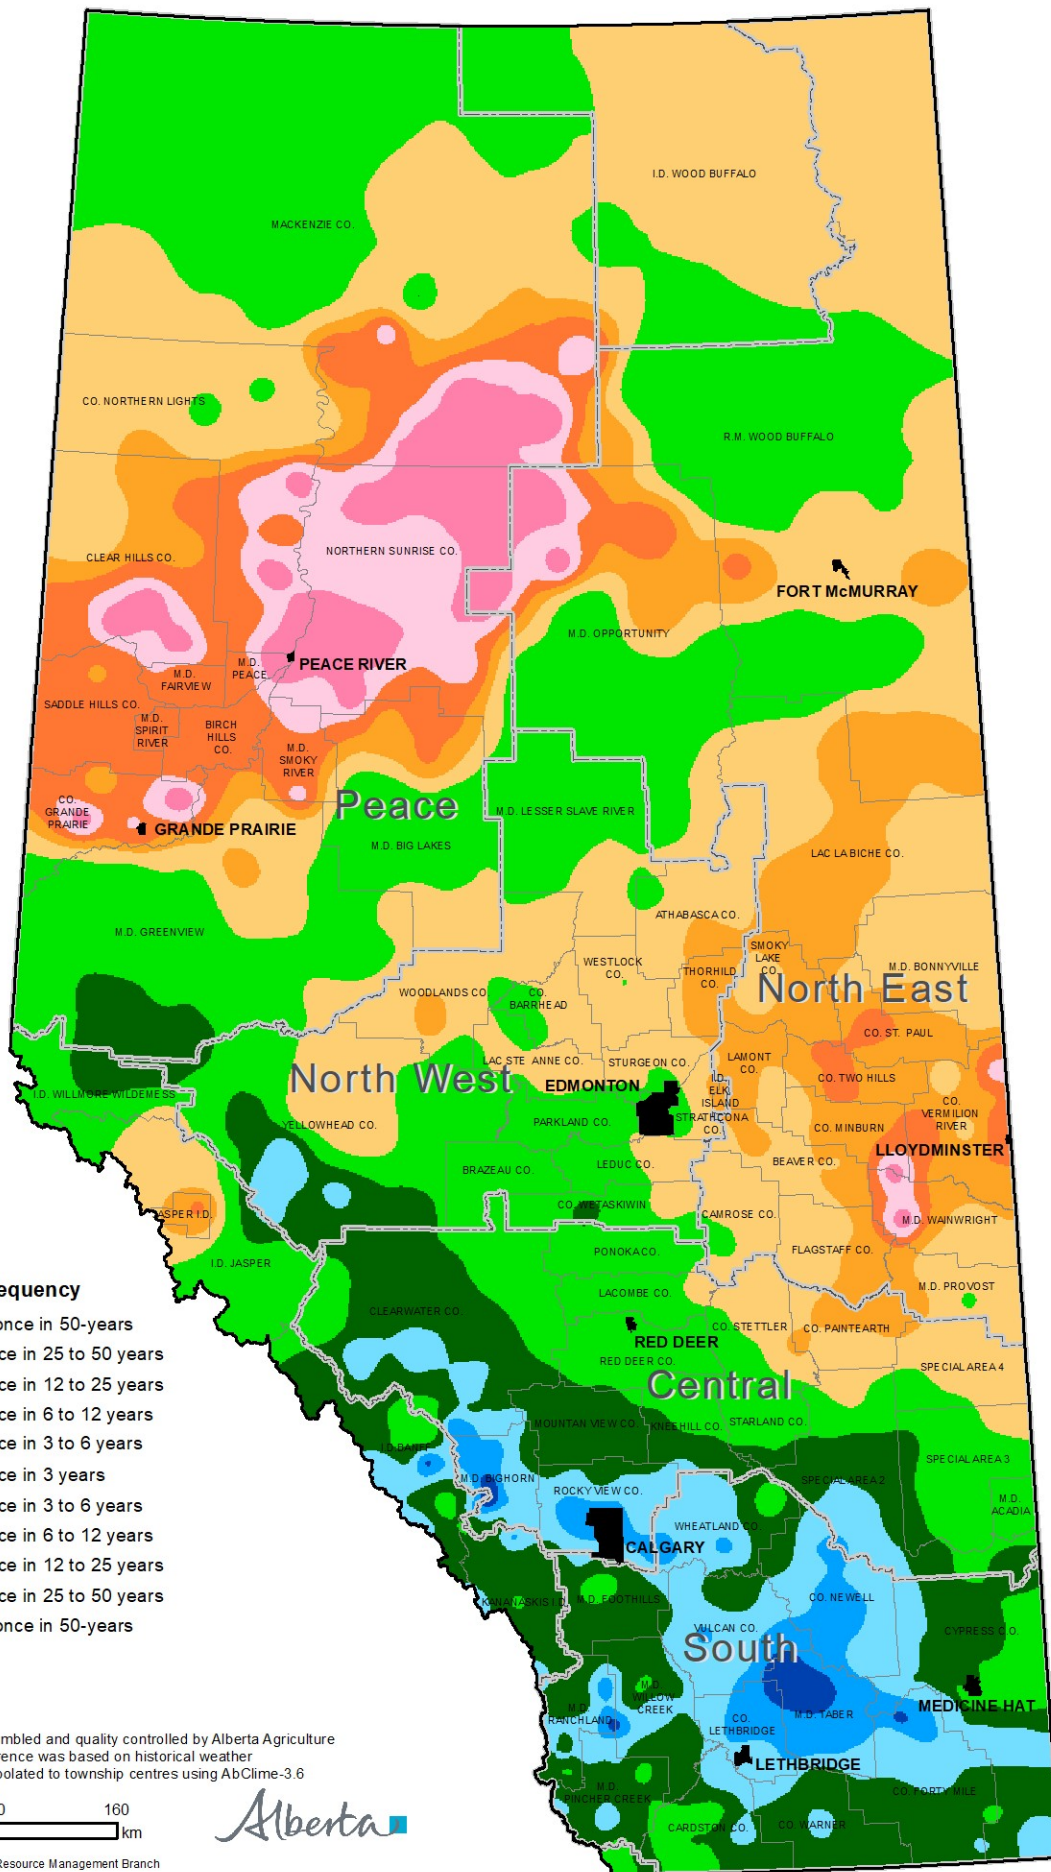 I.D. WOOD BUFFALO
MACKENZIE CO.
CO. NORTHERN LIGHTS
R.M. WOOD BUFFALO
CLEAR HILLS CO.
NORTHERN SUNRISE CO.
FORT McMURRAY
M.D. OPPORTUNITY
PEACE RIVER
M.D.
PEACE
M.D.
FAIRVIEW
SADDLE HILLS CO.
M.D.
SPIRIT
RIVER
BIRCH
HILLS
CO.
M.D.
SMOKY
RIVER
CO.
GRANDE
PRAIRIE
GRANDE PRAIRIE
Peace
M.D. LESSER SLAVE RIVER
M.D. BIG LAKES
LAC LA BICHE CO.
ATHABASCA CO.
M.D. GREENVIEW
SMOKY
LAKE
CO.
WESTLOCK
CO.
THORHILD
CO.
M.D. BONNYVILLE
North East
WOODLANDS CO.
CO.
BARRHEAD
CO. ST. PAUL
LAC STE ANNE CO.
STURGEON CO.
LAMONT
CO.
North West
EDMONTON
I.D.
ELK
ISLAND
CO. TWO HILLS
I.D. WILLMORE WILDERNESS
STRATHCONA
CO.
CO.
VERMILION
RIVER
YELLOWHEAD CO.
PARKLAND CO.
CO. MINBURN
LLOYDMINSTER
BRAZEAU CO.
LEDUC CO.
BEAVER CO.
CO. WETASKIWIN
JASPER I.D.
CAMROSE CO.
M.D. WAINWRIGHT
PONOKA CO.
FLAGSTAFF CO.
I.D. JASPER
M.D. PROVOST
equency
LACOMBE CO.
CLEARWATER CO.
once in 50-years
CO. STETTLER
CO. PAINTEARTH
RED DEER
ce in 25 to 50 years
RED DEER CO.
SPECIAL AREA 4
ce in 12 to 25 years
Central
ce in 6 to 12 years
MOUNTAIN VIEW CO.
KNEEHILL CO.
STARLAND CO.
ce in 3 to 6 years
I.D. BANFF
SPECIAL AREA 3
ce in 3 years
M.D. BIGHORN
SPECIAL AREA 2
ROCKY VIEW CO.
M.D.
ACADIA
ce in 3 to 6 years
WHEATLAND CO.
ce in 6 to 12 years
CALGARY
ce in 12 to 25 years
ce in 25 to 50 years
KANANASKIS I.D.
M.D. FOOTHILLS
CO. NEWELL
once in 50-years
VULCAN CO.
CYPRESS CO.
South
M.D.
WILLOW
CREEK
MEDICINE HAT
M.D.
RANCHLAND
CO.
LETHBRIDGE
M.D. TABER
LETHBRIDGE
mbled and quality controlled by Alberta Agriculture
rence was based on historical weather
polated to township centres using AbClime-3.6
M.D.
PINCHER CREEK
CO. FORTY MILE
0 160
km
Alberta
CARDSTON CO.
CO. WARNER
Resource Management Branch